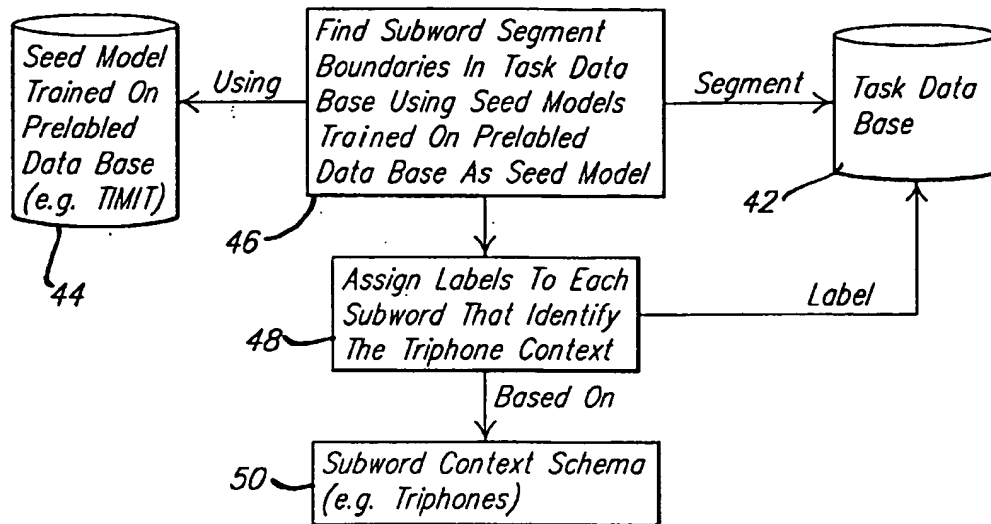 Seed Model
Trained On
Prelabled
Data Base
(e.g. TIMIT)
44
Using
Find Subword Segment
Boundaries In Task Data
Base Using Seed Models
Trained On Prelabled
Data Base As Seed Model
46
Segment
Task Data
Base
42
Assign Labels To Each
Subword That Identify
The Triphone Context
48
Label
Based On
Subword Context Schema
(e.g. Triphones)
50